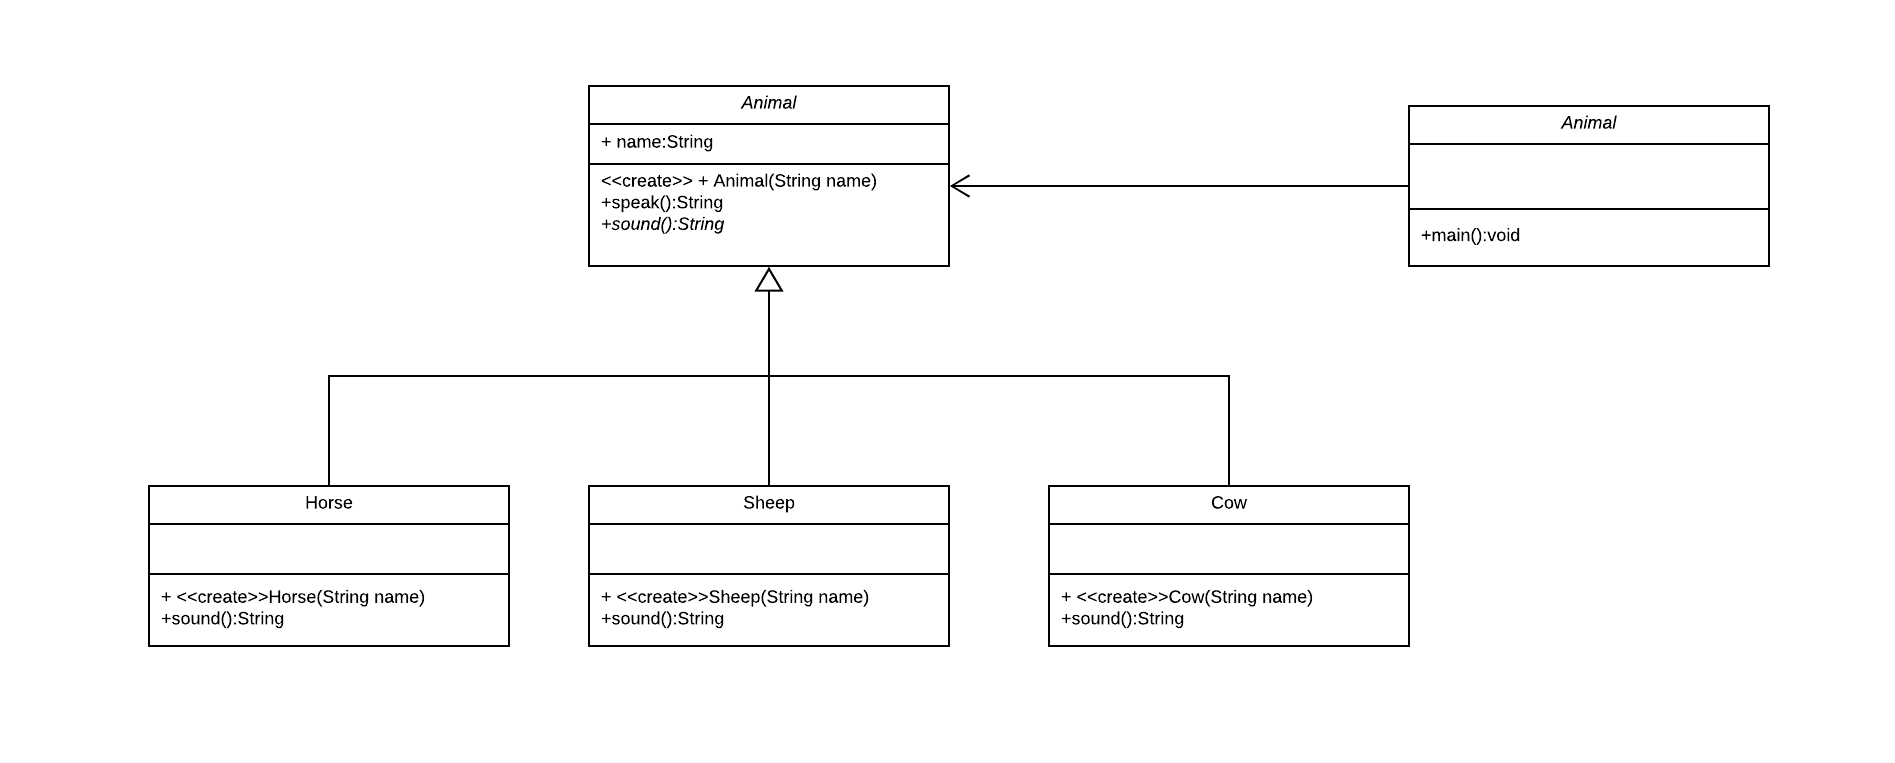 Animal
+ name:String
<<create>> + Animal(String name)
+speak():String
+sound():String
Animal
+main():void
Horse
+ <<create>>Horse(String name)
+sound():String
Sheep
+ <<create>>Sheep(String name)
+sound():String
Cow
+ <<create>>Cow(String name)
+sound():String